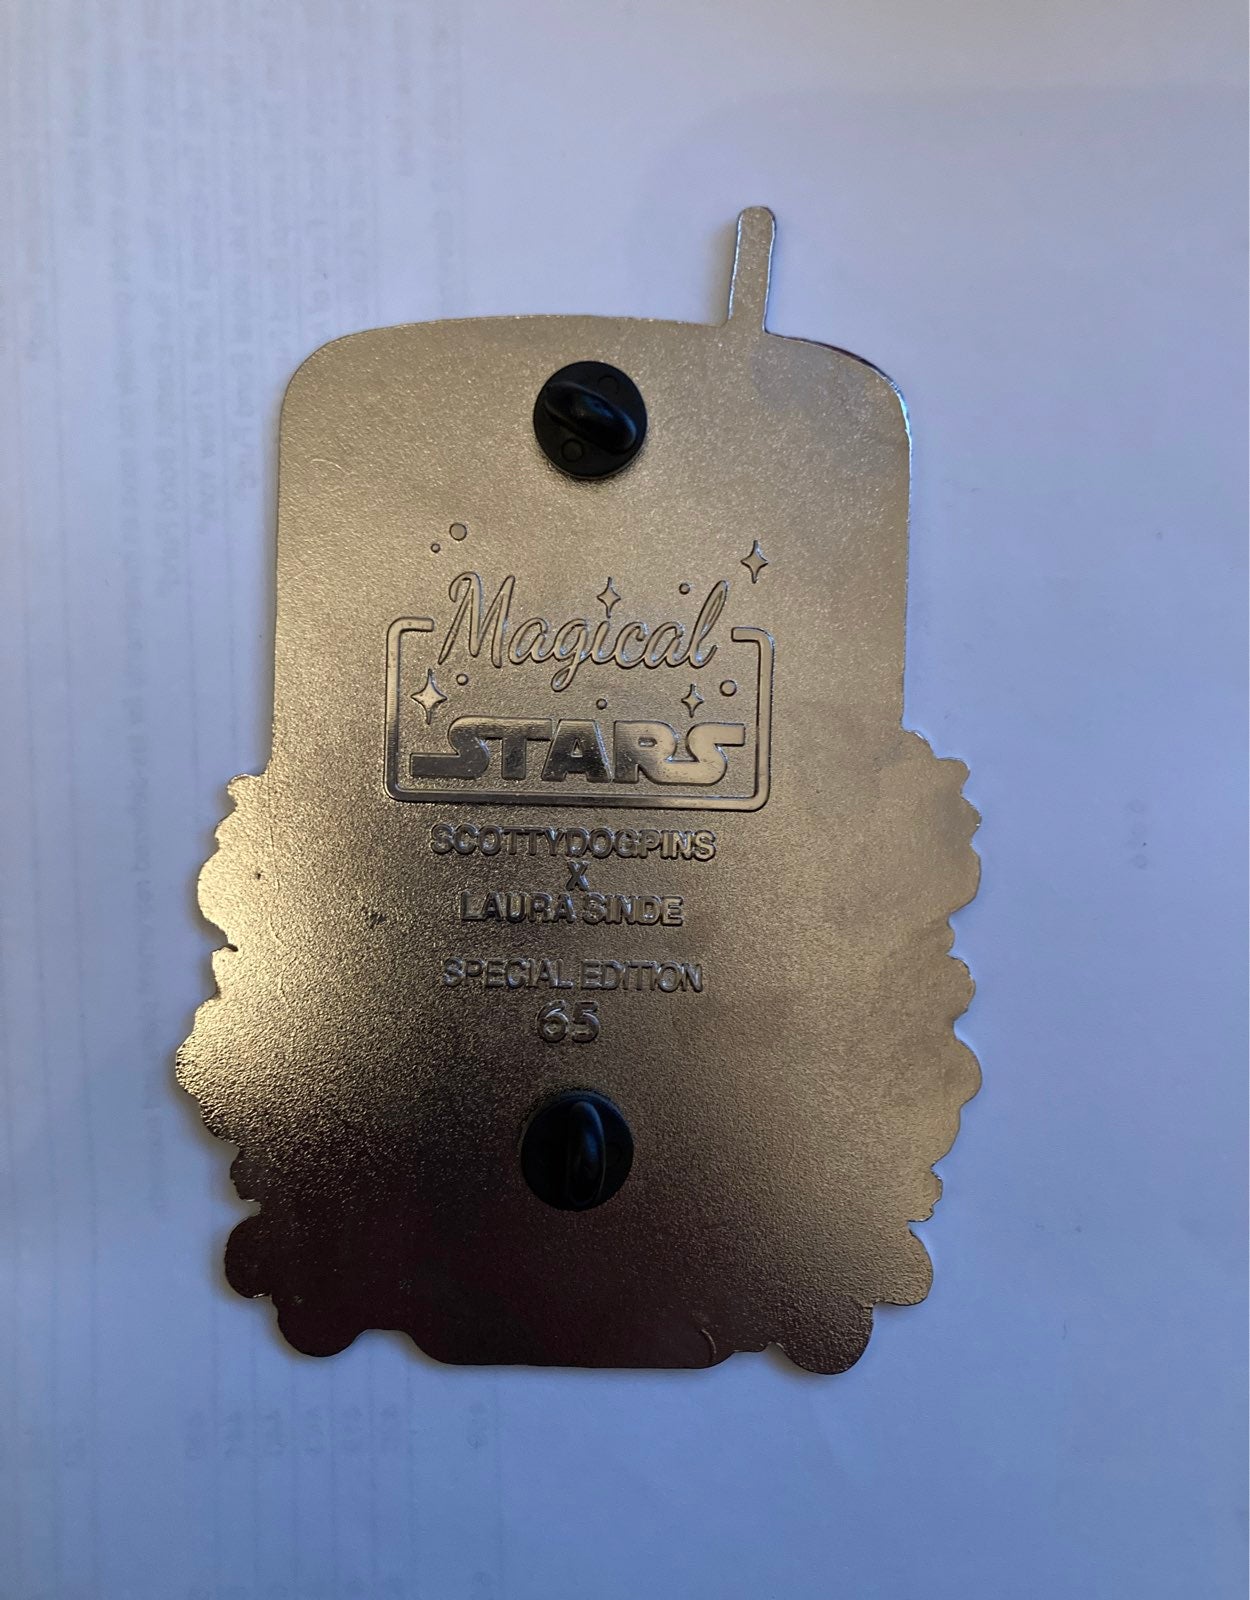 Magical
STARS
SCOTTYDOGPINS
X
LAURA SINDE
SPECIAL EDITION
65